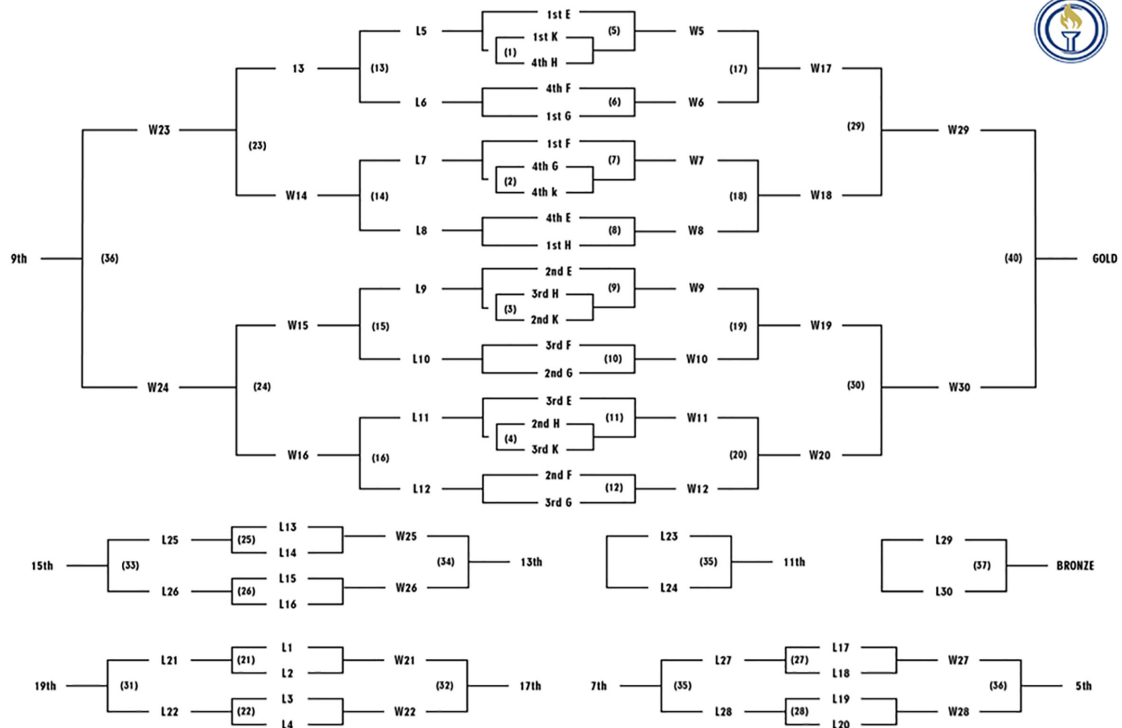 1st E
L5 (5) W5
1st K
(1)
4th H
13 (13) (17) W17
4th F
L6 (6) W6
1st G
(29)
W23 W29
(23)
1st F
L7 (7) W7
4th G
(2)
4th k
W14 (14) (18) W18
4th E
L8 (8) W8
1st H
9th (36) (40) GOLD
2nd E
L9 (9) W9
3rd H
(3)
2nd K
W15 (15) (19) W19
3rd F
L10 (10) W10
2nd G
W24 (24) (30) W30
3rd E
L11 (11) W11
2nd H
(4)
3rd K
W16 (16) (20) W20
2nd F
L12 (12) W12
3rd G
L13
L25 (25) W25
L14
15th (33) (34) 13th
L15
L26 (26) W26
L16
L23
(35) 11th
L24
L29
(37) BRONZE
L30
L1
L21 (21) W21
L2
19th (31) (32) 17th
L3
L22 (22) W22
L4
L17
L27 (27) W27
L18
7th (35) (36) 5th
L19
L28 (28) W28
L20